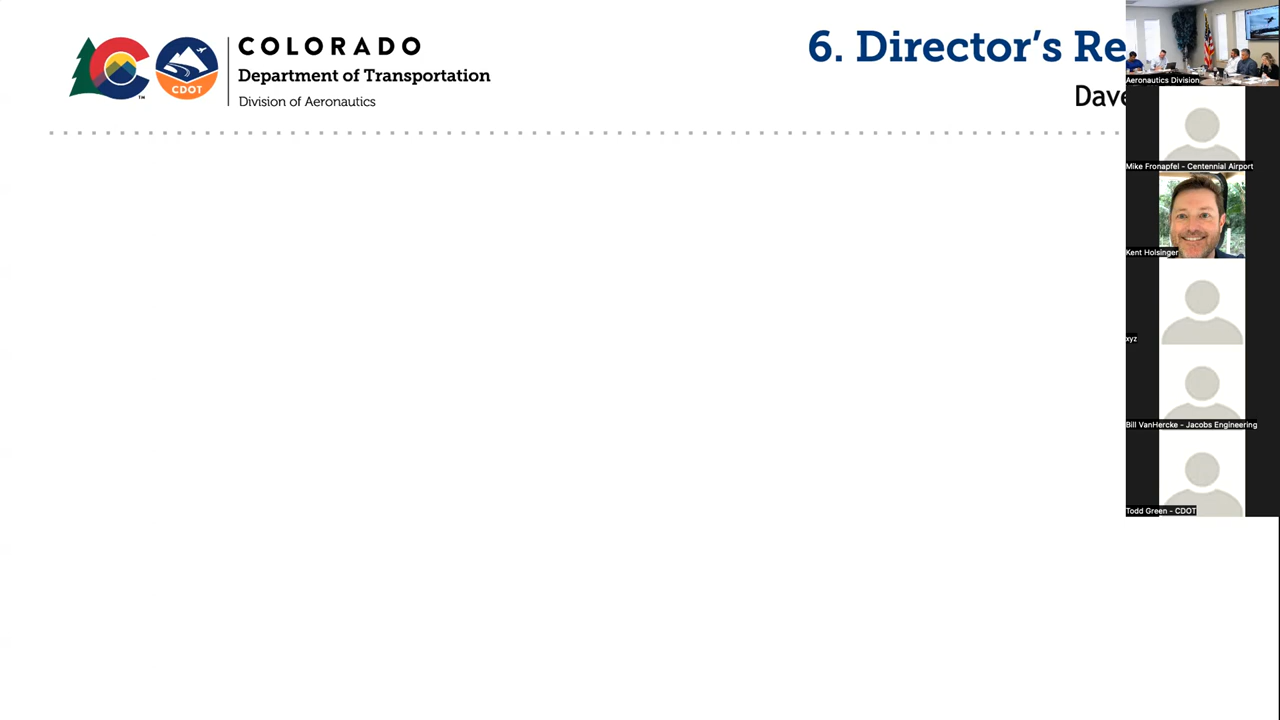 COLORADO
Department of Transportation
Division of Aeronautics
CDOT
TM
6. Director's Re
Dave
Aeronautics Division
Mike Fronapfel - Centennial Airport
Kent Holsinger
xyz
Bill VanHercke - Jacobs Engineering
Todd Green - CDOT